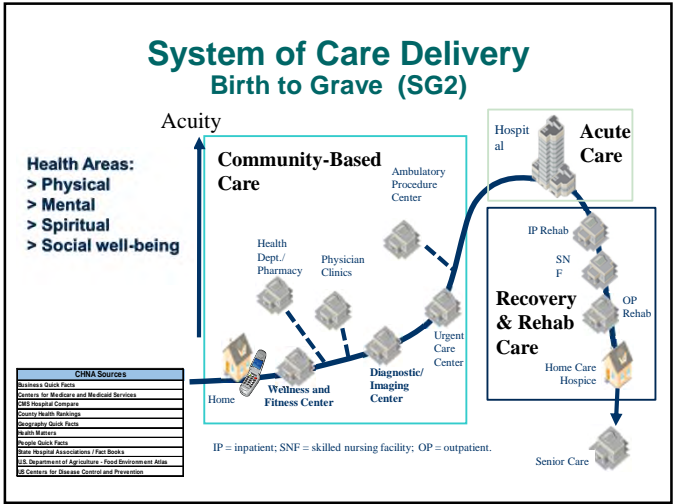 System of Care Delivery
Birth to Grave (SG2)
Acuity
Health Areas:
> Physical
> Mental
> Spiritual
> Social well-being
Community-Based
Care
Ambulatory
Procedure
Center
Health
Dept./
Pharmacy
Physician
Clinics
Urgent
Care
Center
Home
Wellness and
Fitness Center
Diagnostic/
Imaging
Center
Hospit
al
Acute
Care
IP Rehab
SN
F
OP
Rehab
Recovery
& Rehab
Care
Home Care
Hospice
Senior Care
CHNA Sources
Business Quick Facts
Centers for Medicare and Medicaid Services
CMS Hospital Compare
County Health Rankings
Geography Quick Facts
Health Matters
People Quick Facts
State Hospital Associations / Fact Books
U.S. Department of Agriculture - Food Environment Atlas
US Centers for Disease Control and Prevention
IP = inpatient; SNF = skilled nursing facility; OP = outpatient.